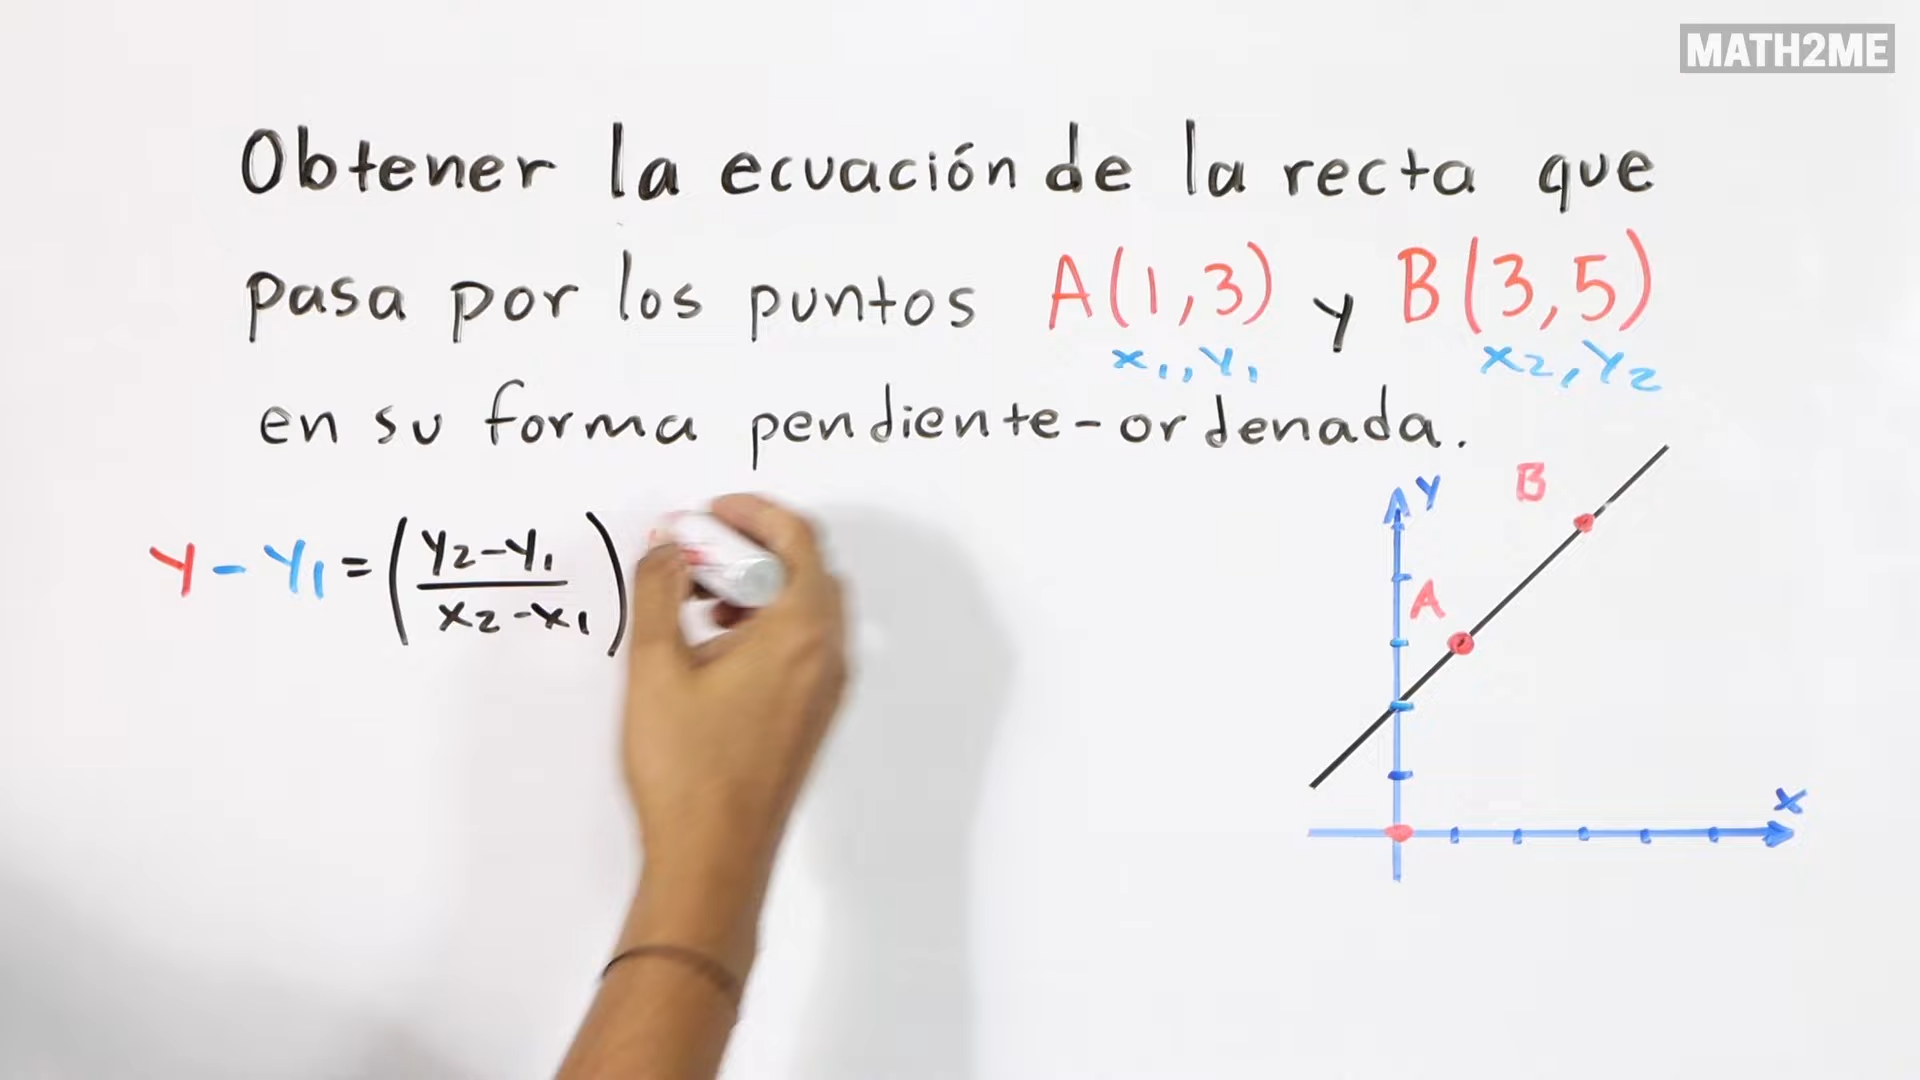 MATH2ME
Obtener la ecuación de la recta que
pasa por los puntos A(1,3) y B(3,5)
x1,Y1 x2,Y2
en su forma pendiente-ordenada.
Y-Y1=(Y2-Y1/x2-x1)
Y
B
A
x